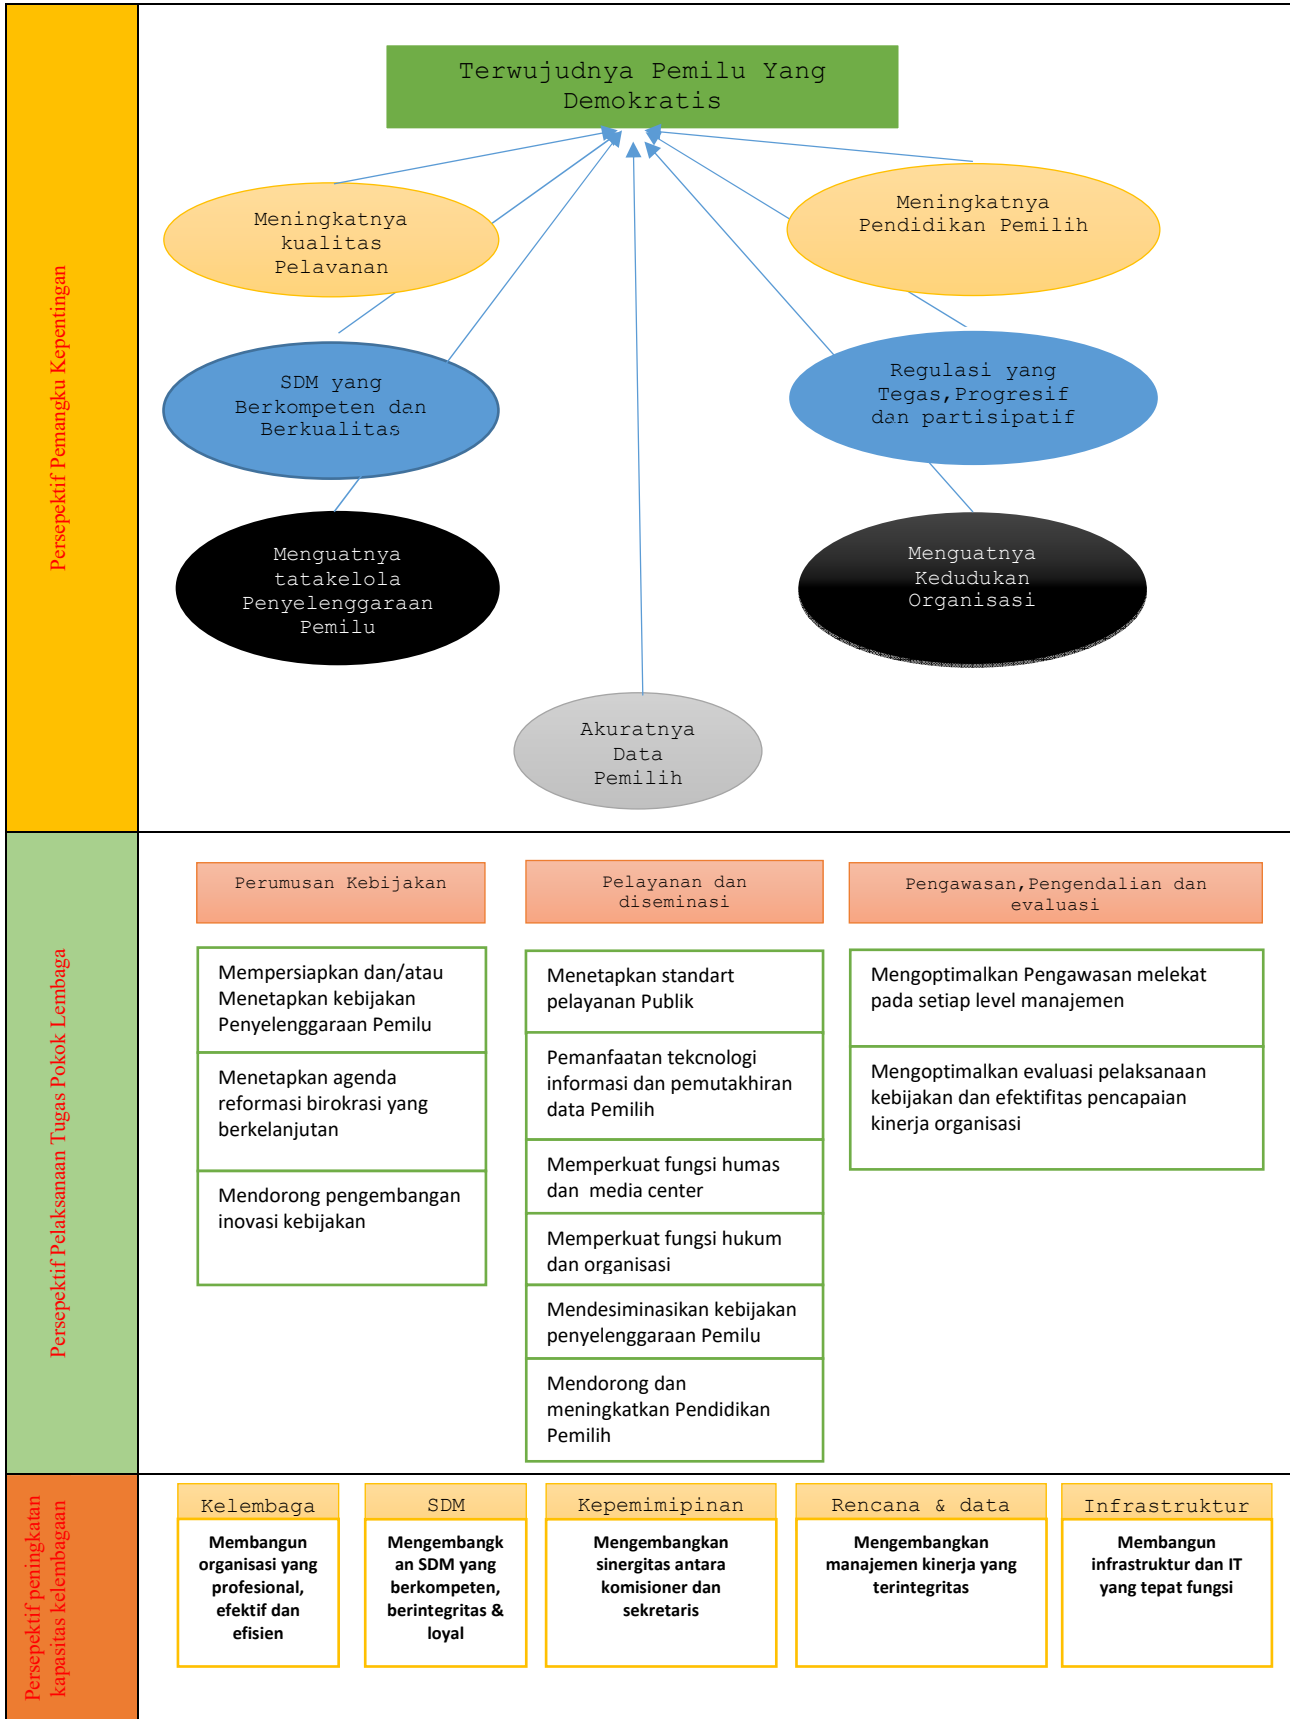 Terwujudnya Pemilu Yang
Demokratis
Meningkatnya
kualitas
Pelavanan
Meningkatnya
Pendidikan Pemilih
SDM yang
Berkompeten dan
Berkualitas
Regulasi yang
Tegas,Progresif
dan partisipatif
Menguatnya
tatakelola
Penyelenggaraan
Pemilu
Menguatnya
Kedudukan
Organisasi
Akuratnya
Data
Pemilih
Persepektif Pemangku Kepentingan
Persepektif Pelaksanaan Tugas Pokok Lembaga
Perumusan Kebijakan
Mempersiapkan dan/atau
Menetapkan kebijakan
Penyelenggaraan Pemilu
Menetapkan agenda
reformasi birokrasi yang
berkelanjutan
Mendorong pengembangan
inovasi kebijakan
Pelayanan dan
diseminasi
Menetapkan standart
pelayanan Publik
Pemanfaatan tekcnologi
informasi dan pemutakhiran
data Pemilih
Memperkuat fungsi humas
dan  media center
Memperkuat fungsi hukum
dan organisasi
Mendesiminasikan kebijakan
penyelenggaraan Pemilu
Mendorong dan
meningkatkan Pendidikan
Pemilih
Pengawasan,Pengendalian dan
evaluasi
Mengoptimalkan Pengawasan melekat
pada setiap level manajemen
Mengoptimalkan evaluasi pelaksanaan
kebijakan dan efektifitas pencapaian
kinerja organisasi
Persepektif peningkatan
kapasitas kelembagaan
Kelembaga
Membangun
organisasi yang
profesional,
efektif dan
efisien
SDM
Mengembangk
an SDM yang
berkompeten,
berintegritas &
loyal
Kepemimipinan
Mengembangkan
sinergitas antara
komisioner dan
sekretaris
Rencana & data
Mengembangkan
manajemen kinerja yang
terintegritas
Infrastruktur
Membangun
infrastruktur dan IT
yang tepat fungsi